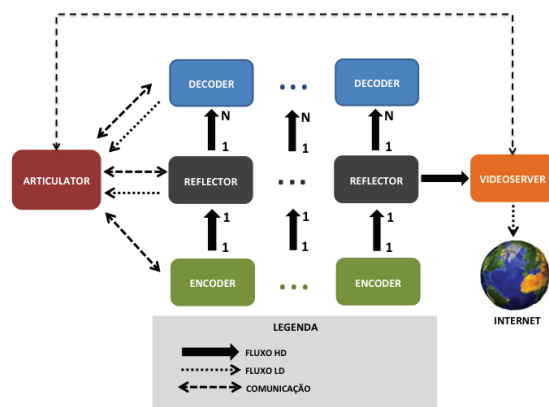 DECODER
...
DECODER
N
N
N
1
1
1
ARTICULATOR
REFLECTOR
...
REFLECTOR
VIDEOSERVER
1
1
1
1
1
1
ENCODER
...
ENCODER
INTERNET
LEGENDA
FLUXO HD
FLUXO LD
COMUNICAÇÃO